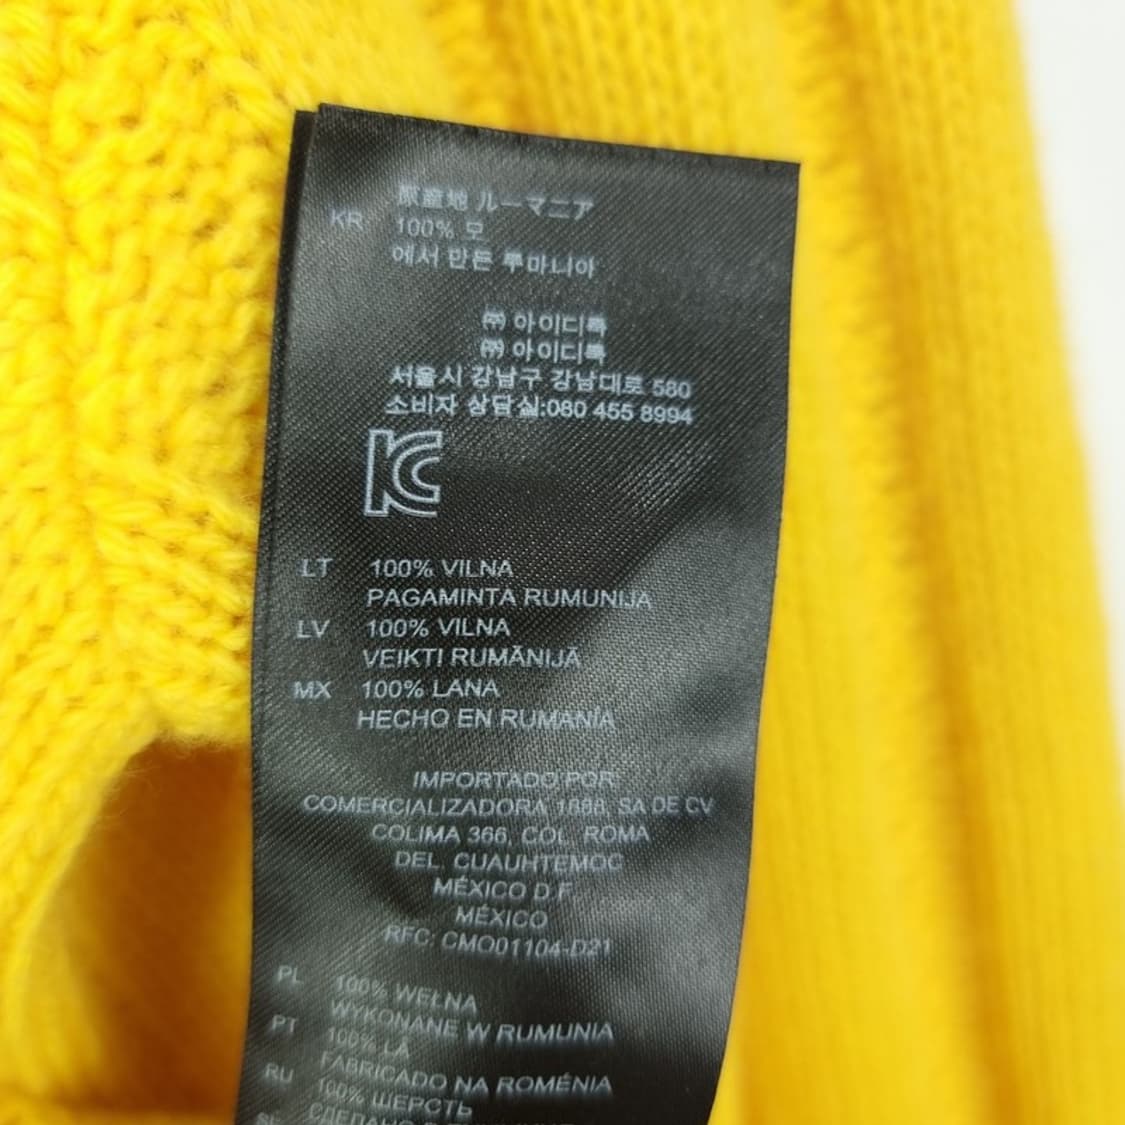 原産地 ルーマニア
KR 100% 모
에서 만든 루마니아
㈜ 아이디룩
㈜ 아이디룩
서울시 강남구 강남대로 580
소비자 상담실:080 455 8994
KC
LT 100% VILNA
PAGAMINTA RUMUNIJA
LV 100% VILNA
VEIKTI RUMĀNIJĀ
MX 100% LANA
HECHO EN RUMANÍA
IMPORTADO POR:
COMERCIALIZADORA 1888, SA DE CV
COLIMA 366, COL. ROMA
DEL. CUAUHTEMOC
MÉXICO D.F.
MÉXICO
RFC: CMO01104-D21
PL 100% WEŁNA
WYKONANE W RUMUNIA
PT 100% LÃ
FABRICADO NA ROMÉNIA
RU 100% ШЕРСТЬ
СДЕЛАНО